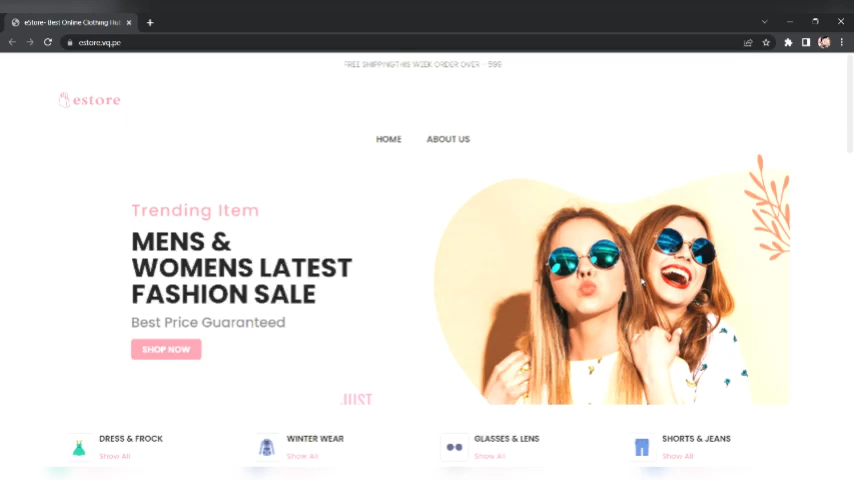 eStore- Best Online Clothing Hub
estore.vq.pe
FREE SHIPPING THIS WEEK ORDER OVER - 599
estore
HOME ABOUT US
Trending Item
MENS &
WOMENS LATEST
FASHION SALE
Best Price Guaranteed
SHOP NOW
JUST
DRESS & FROCK
Show All
WINTER WEAR
Show All
GLASSES & LENS
Show All
SHORTS & JEANS
Show All